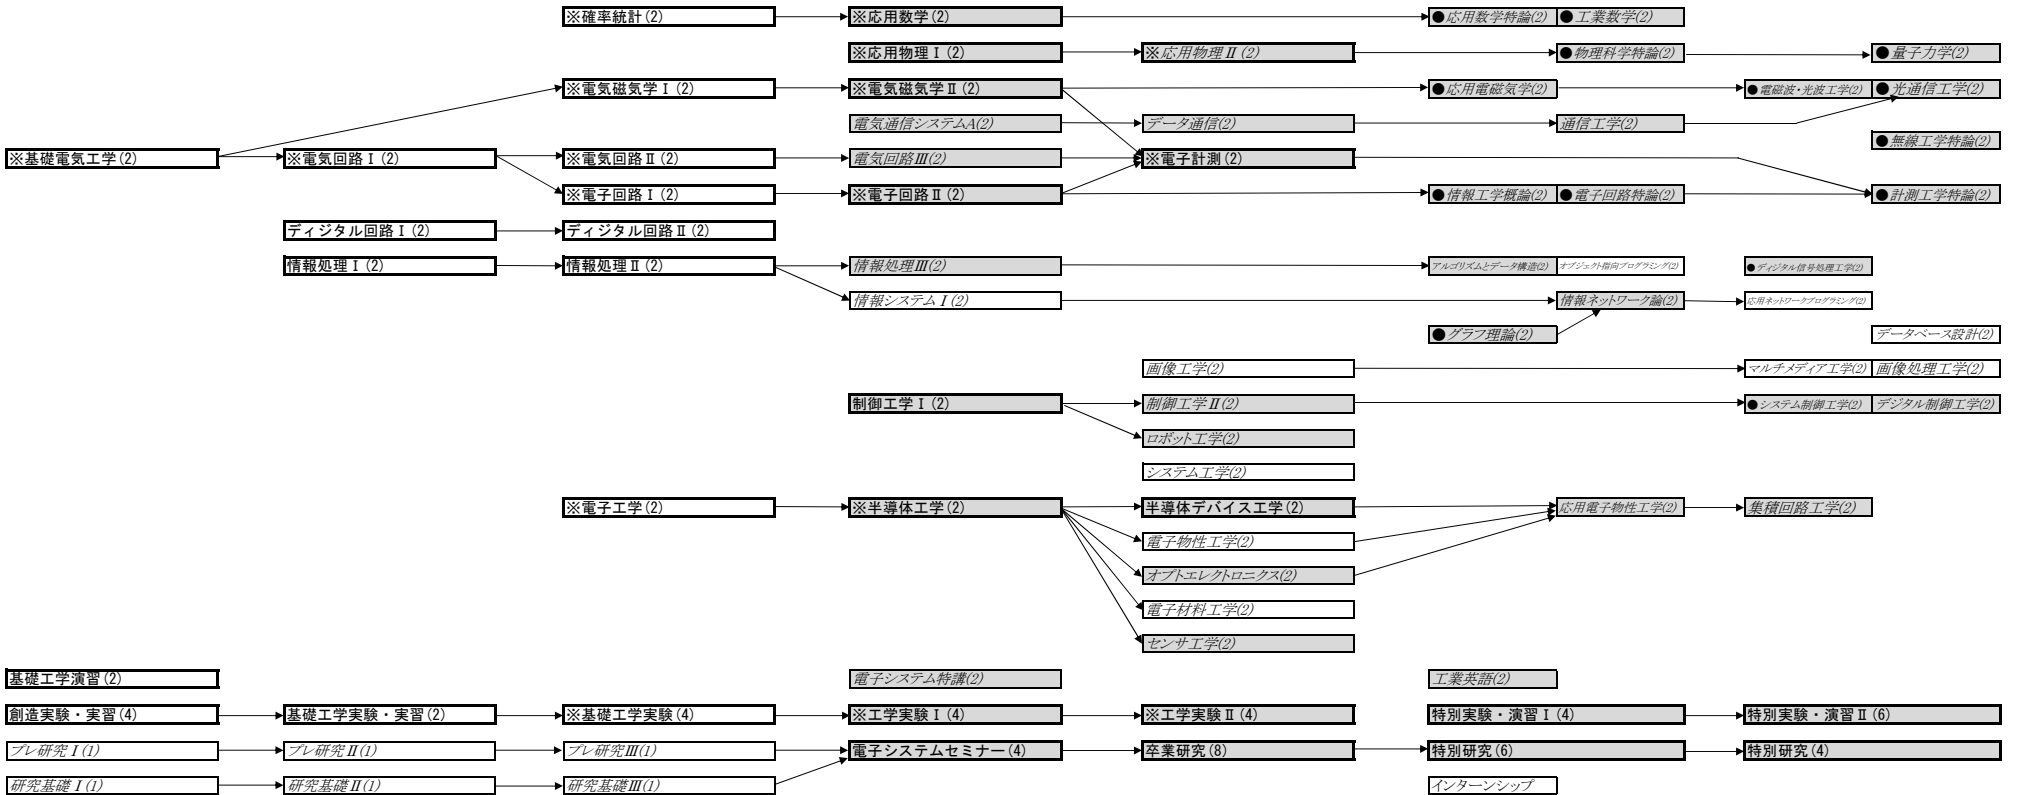 ※確率統計(2) ※応用数学(2) ●応用数学特論(2) ●工業数学(2)
※応用物理Ⅰ(2) ※応用物理Ⅱ(2) ●物理科学特論(2) ●量子力学(2)
※電気磁気学Ⅰ(2) ※電気磁気学Ⅱ(2) ●応用電磁気学(2) ●電磁波・光波工学(2) ●光通信工学(2)
電気通信システムA(2) データ通信(2) 通信工学(2)
●無線工学特論(2)
※基礎電気工学(2) ※電気回路Ⅰ(2) ※電気回路Ⅱ(2) 電気回路Ⅲ(2) ※電子計測(2)
※電子回路Ⅰ(2) ※電子回路Ⅱ(2) ●情報工学概論(2) ●電子回路特論(2) ●計測工学特論(2)
ディジタル回路Ⅰ(2) ディジタル回路Ⅱ(2)
情報処理Ⅰ(2) 情報処理Ⅱ(2) 情報処理Ⅲ(2) アルゴリズムとデータ構造(2) オブジェクト指向プログラミング(2) ●ディジタル信号処理工学(2)
情報システムⅠ(2) 情報ネットワーク論(2) 応用ネットワークプログラミング(2)
●グラフ理論(2) データベース設計(2)
画像工学(2) マルチメディア工学(2) 画像処理工学(2)
制御工学Ⅰ(2) 制御工学Ⅱ(2) ●システム制御工学(2) デジタル制御工学(2)
ロボット工学(2)
システム工学(2)
※電子工学(2) ※半導体工学(2) 半導体デバイス工学(2) 応用電子物性工学(2) 集積回路工学(2)
電子物性工学(2)
オプトエレクトロニクス(2)
電子材料工学(2)
センサ工学(2)
基礎工学演習(2) 電子システム特講(2) 工業英語(2)
創造実験・実習(4) 基礎工学実験・実習(2) ※基礎工学実験(4) ※工学実験Ⅰ(4) ※工学実験Ⅱ(4) 特別実験・演習Ⅰ(4) 特別実験・演習Ⅱ(6)
プレ研究Ⅰ(1) プレ研究Ⅱ(1) プレ研究Ⅲ(1) 電子システムセミナー(4) 卒業研究(8) 特別研究(6) 特別研究(4)
研究基礎Ⅰ(1) 研究基礎Ⅱ(1) 研究基礎Ⅲ(1) インターンシップ